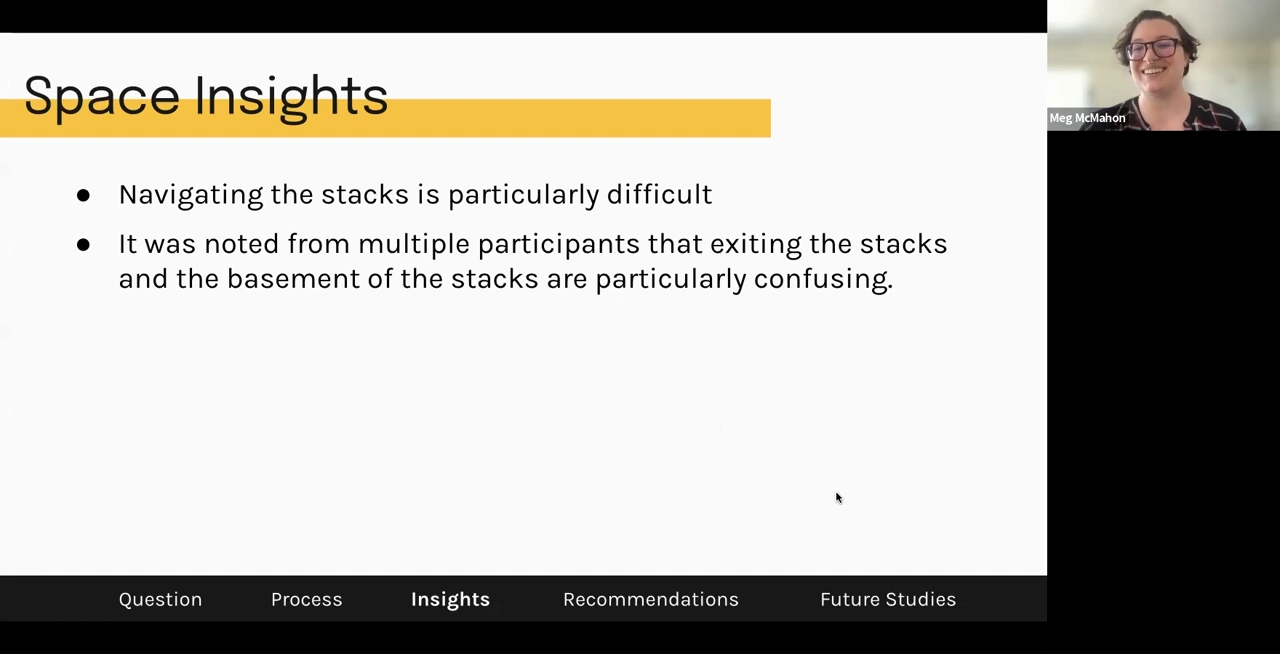 Space Insights
● Navigating the stacks is particularly difficult
● It was noted from multiple participants that exiting the stacks
and the basement of the stacks are particularly confusing.
Question Process Insights Recommendations Future Studies
Meg McMahon